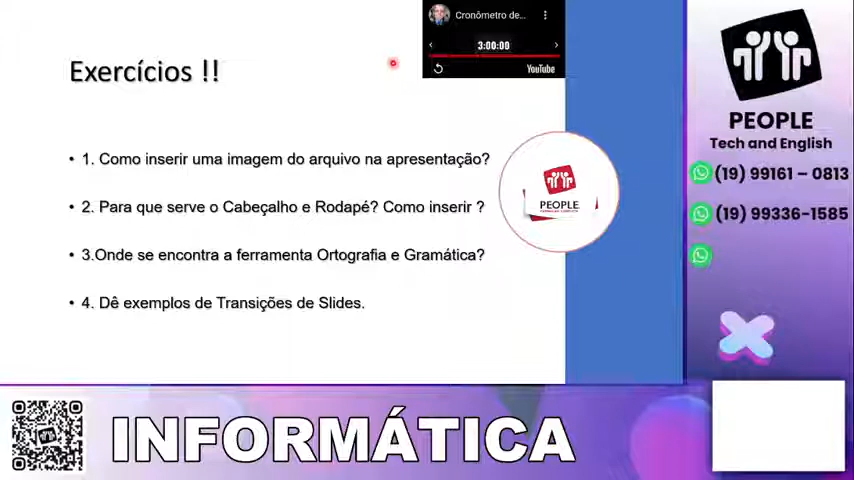 Cronômetro de...
3:00:00
YouTube
Exercícios !!
• 1. Como inserir uma imagem do arquivo na apresentação?
• 2. Para que serve o Cabeçalho e Rodapé? Como inserir ?
• 3.Onde se encontra a ferramenta Ortografia e Gramática?
• 4. Dê exemplos de Transições de Slides.
PEOPLE
PEOPLE
Tech and English
(19) 99161 – 0813
(19) 99336-1585
INFORMÁTICA